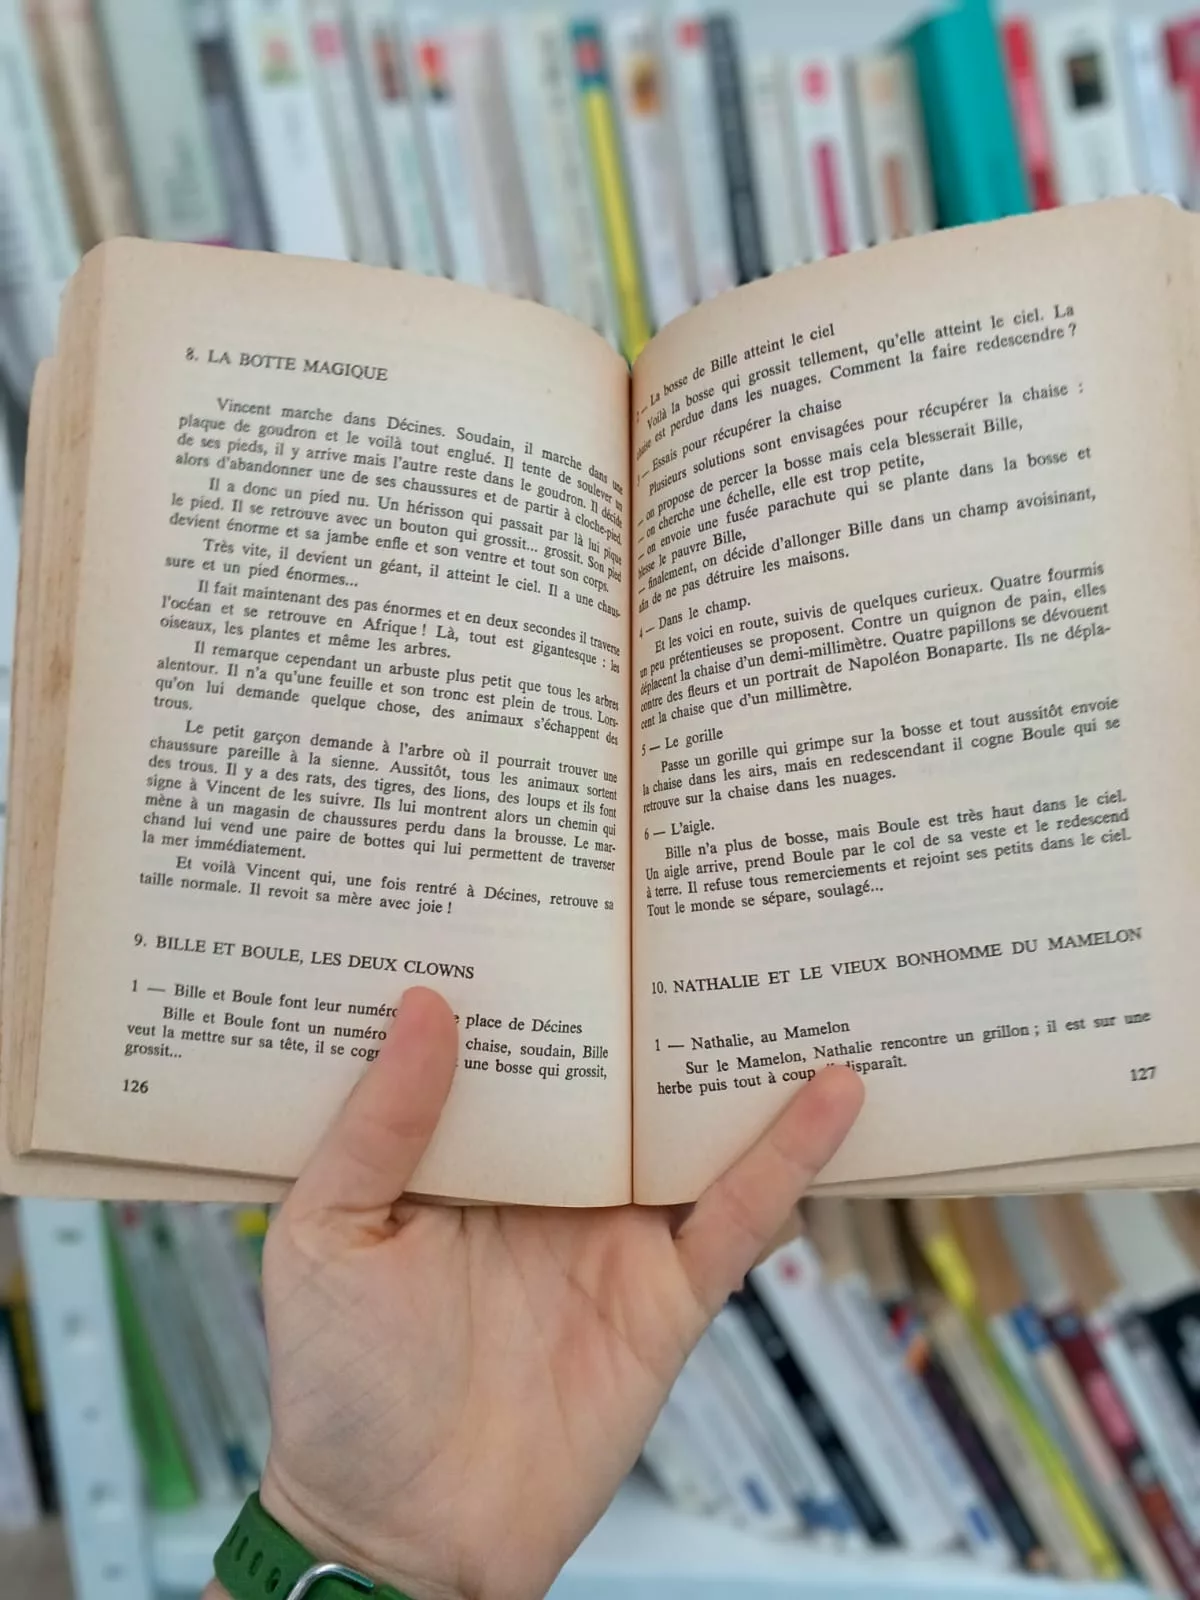 8. LA BOTTE MAGIQUE
Vincent marche dans Décines. Soudain, il marche dans une
plaque de goudron et le voilà tout englué. Il tente de soulever un
de ses pieds, il y arrive mais l'autre reste dans le goudron. Il décide
alors d'abandonner une de ses chaussures et de partir à cloche-pied.
Il a donc un pied nu. Un hérisson qui passait par là lui pique
le pied. Il se retrouve avec un bouton qui grossit... grossit. Son pied
devient énorme et sa jambe enfle et son ventre et tout son corps.
Très vite, il devient un géant, il atteint le ciel. Il a une chaus-
sure et un pied énormes...
Il fait maintenant des pas énormes et en deux secondes il traverse
l'océan et se retrouve en Afrique ! Là, tout est gigantesque : les
oiseaux, les plantes et même les arbres.
Il remarque cependant un arbuste plus petit que tous les arbres
alentour. Il n'a qu'une feuille et son tronc est plein de trous. Lors-
qu'on lui demande quelque chose, des animaux s'échappent des
trous.
Le petit garçon demande à l'arbre où il pourrait trouver une
chaussure pareille à la sienne. Aussitôt, tous les animaux sortent
des trous. Il y a des rats, des tigres, des lions, des loups et ils font
signe à Vincent de les suivre. Ils lui montrent alors un chemin qui
mène à un magasin de chaussures perdu dans la brousse. Le mar-
chand lui vend une paire de bottes qui lui permettent de traverser
la mer immédiatement.
Et voilà Vincent qui, une fois rentré à Décines, retrouve sa
taille normale. Il revoit sa mère avec joie !
9. BILLE ET BOULE, LES DEUX CLOWNS
1 — Bille et Boule font leur numéro place de Décines
Bille et Boule font un numéro chaise, soudain, Bille
veut la mettre sur sa tête, il se une bosse qui grossit,
grossit...
126
— La bosse de Bille atteint le ciel
Voilà la bosse qui grossit tellement, qu'elle atteint le ciel. La
chaise est perdue dans les nuages. Comment la faire redescendre ?
— Essais pour récupérer la chaise
Plusieurs solutions sont envisagées pour récupérer la chaise :
— on propose de percer la bosse mais cela blesserait Bille,
— on cherche une échelle, elle est trop petite,
— on envoie une fusée parachute qui se plante dans la bosse et
blesse le pauvre Bille,
— finalement, on décide d'allonger Bille dans un champ avoisinant,
afin de ne pas détruire les maisons.
4 — Dans le champ.
Et les voici en route, suivis de quelques curieux. Quatre fourmis
un peu prétentieuses se proposent. Contre un quignon de pain, elles
déplacent la chaise d'un demi-millimètre. Quatre papillons se dévouent
contre des fleurs et un portrait de Napoléon Bonaparte. Ils ne dépla-
cent la chaise que d'un millimètre.
5 — Le gorille
Passe un gorille qui grimpe sur la bosse et tout aussitôt envoie
la chaise dans les airs, mais en redescendant il cogne Boule qui se
retrouve sur la chaise dans les nuages.
6 — L'aigle.
Bille n'a plus de bosse, mais Boule est très haut dans le ciel.
Un aigle arrive, prend Boule par le col de sa veste et le redescend
à terre. Il refuse tous remerciements et rejoint ses petits dans le ciel.
Tout le monde se sépare, soulagé...
10. NATHALIE ET LE VIEUX BONHOMME DU MAMELON
1 — Nathalie, au Mamelon
Sur le Mamelon, Nathalie rencontre un grillon ; il est sur une
herbe puis tout à coup disparaît.
127